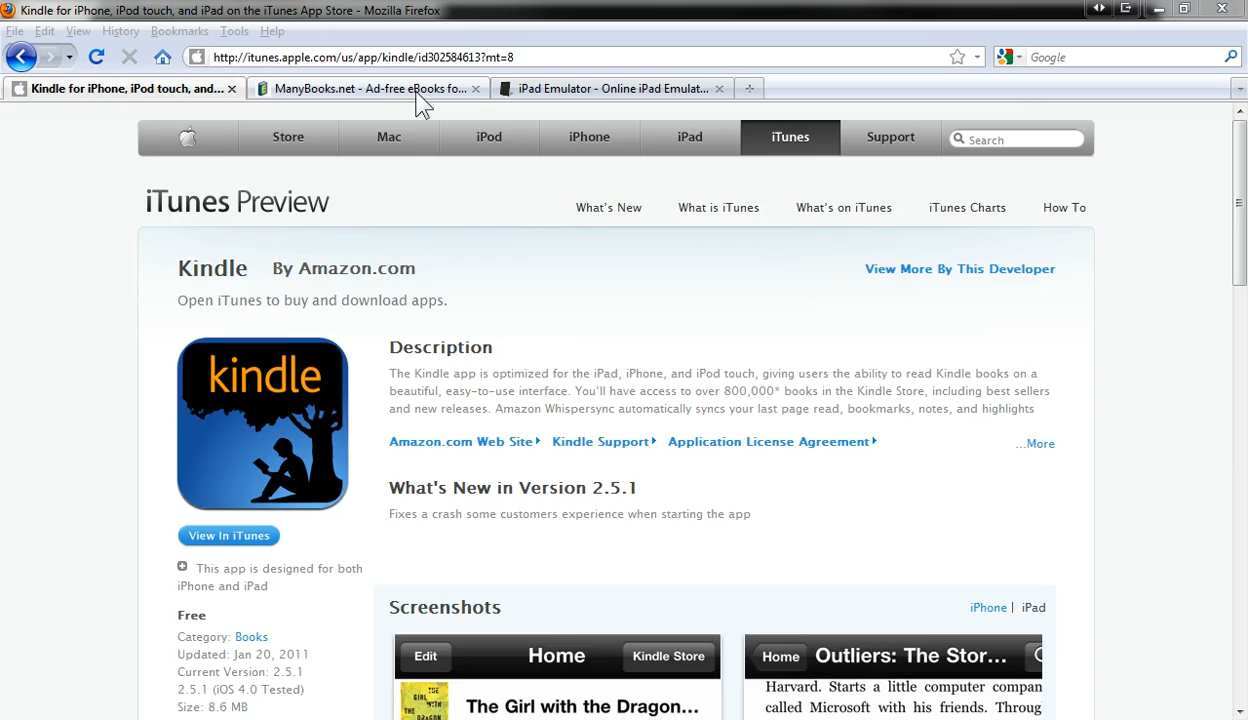 Kindle for iPhone, iPod touch, and iPad on the iTunes App Store - Mozilla Firefox
File Edit View History Bookmarks Tools Help
http://itunes.apple.com/us/app/kindle/id302584613?mt=8
Google
Kindle for iPhone, iPod touch, and...
ManyBooks.net - Ad-free eBooks fo...
iPad Emulator - Online iPad Emulat...
Store Mac iPod iPhone iPad iTunes Support Search
iTunes Preview
What's New What is iTunes What's on iTunes iTunes Charts How To
Kindle By Amazon.com
View More By This Developer
Open iTunes to buy and download apps.
kindle
Description
The Kindle app is optimized for the iPad, iPhone, and iPod touch, giving users the ability to read Kindle books on a
beautiful, easy-to-use interface. You'll have access to over 800,000* books in the Kindle Store, including best sellers
and new releases. Amazon Whispersync automatically syncs your last page read, bookmarks, notes, and highlights
Amazon.com Web Site Kindle Support Application License Agreement
...More
What's New in Version 2.5.1
Fixes a crash some customers experience when starting the app
View In iTunes
This app is designed for both
iPhone and iPad
Free
Category: Books
Updated: Jan 20, 2011
Current Version: 2.5.1
2.5.1 (iOS 4.0 Tested)
Size: 8.6 MB
Screenshots
iPhone | iPad
Edit Home Kindle Store
THE GIRL WITH THE DRAGON
The Girl with the Dragon...
Home Outliers: The Stor...
Harvard. Starts a little computer compan
called Microsoft with his friends. Throug